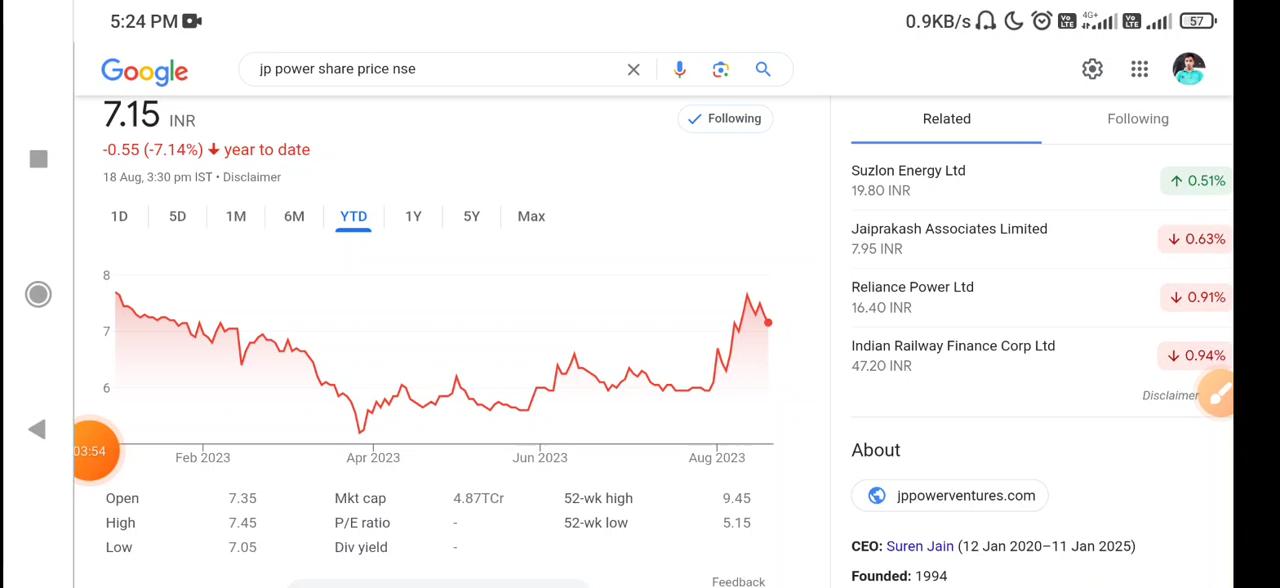 5:24 PM
0.9KB/s
4G+
Vo LTE
Vo LTE
57
Google
jp power share price nse
7.15 INR
Following
-0.55 (-7.14%) year to date
18 Aug, 3:30 pm IST • Disclaimer
1D 5D 1M 6M YTD 1Y 5Y Max
8
7
6
Feb 2023 Apr 2023 Jun 2023 Aug 2023
03:54
Open 7.35 Mkt cap 4.87TCr 52-wk high 9.45
High 7.45 P/E ratio - 52-wk low 5.15
Low 7.05 Div yield -
Feedback
Related Following
Suzlon Energy Ltd
19.80 INR
0.51%
Jaiprakash Associates Limited
7.95 INR
0.63%
Reliance Power Ltd
16.40 INR
0.91%
Indian Railway Finance Corp Ltd
47.20 INR
0.94%
Disclaimer
About
jppowerventures.com
CEO: Suren Jain (12 Jan 2020–11 Jan 2025)
Founded: 1994